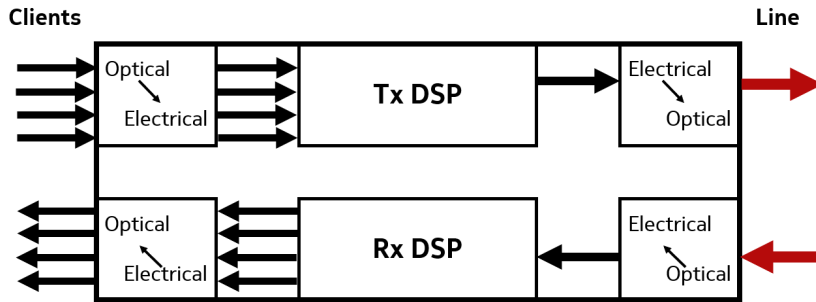 Clients
Line
Optical
Electrical
Tx DSP
Electrical
Optical
Optical
Electrical
Rx DSP
Electrical
Optical